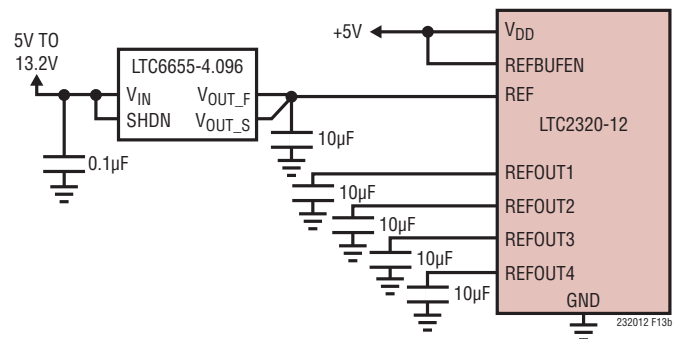 5V TO
13.2V
LTC6655-4.096
VIN
SHDN
VOUT_F
VOUT_S
0.1µF
10µF
+5V
VDD
REFBUFEN
REF
LTC2320-12
REFOUT1
10µF
REFOUT2
10µF
REFOUT3
10µF
REFOUT4
10µF
GND
232012 F13b